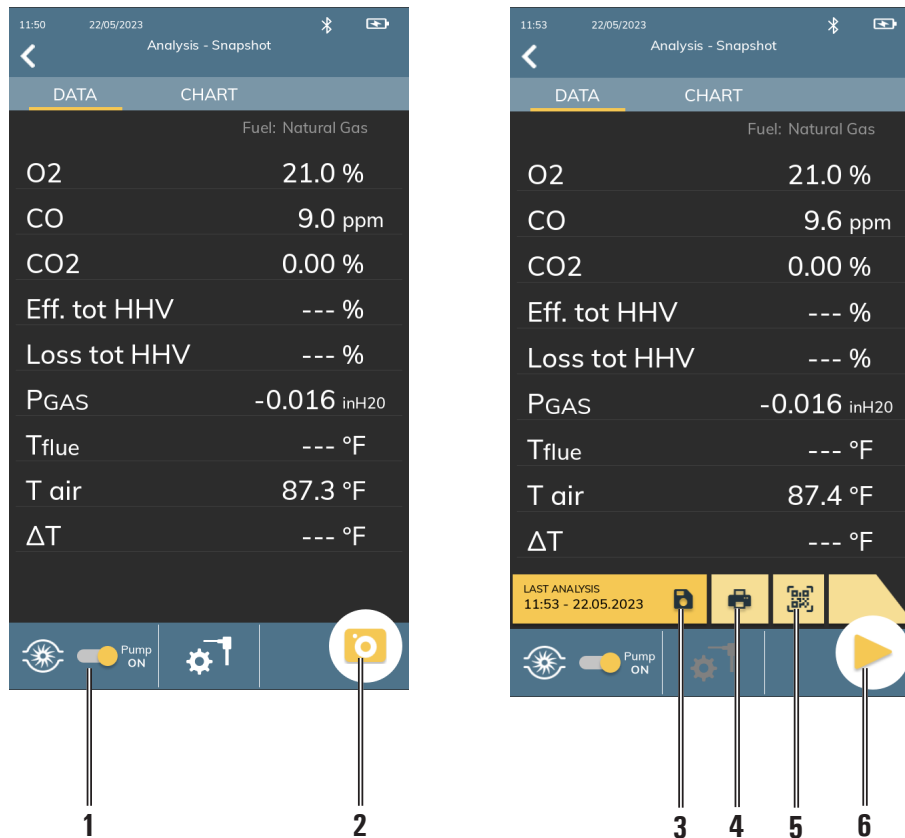 11:50 22/05/2023
Analysis - Snapshot
DATA CHART
Fuel: Natural Gas
O2 21.0 %
CO 9.0 ppm
CO2 0.00 %
Eff. tot HHV --- %
Loss tot HHV --- %
PGAS -0.016 inH20
Tflue --- °F
T air 87.3 °F
ΔT --- °F
Pump
ON
1 2
11:53 22/05/2023
Analysis - Snapshot
DATA CHART
Fuel: Natural Gas
O2 21.0 %
CO 9.6 ppm
CO2 0.00 %
Eff. tot HHV --- %
Loss tot HHV --- %
PGAS -0.016 inH20
Tflue --- °F
T air 87.4 °F
ΔT --- °F
LAST ANALYSIS
11:53 - 22.05.2023
Pump
ON
3 4 5 6